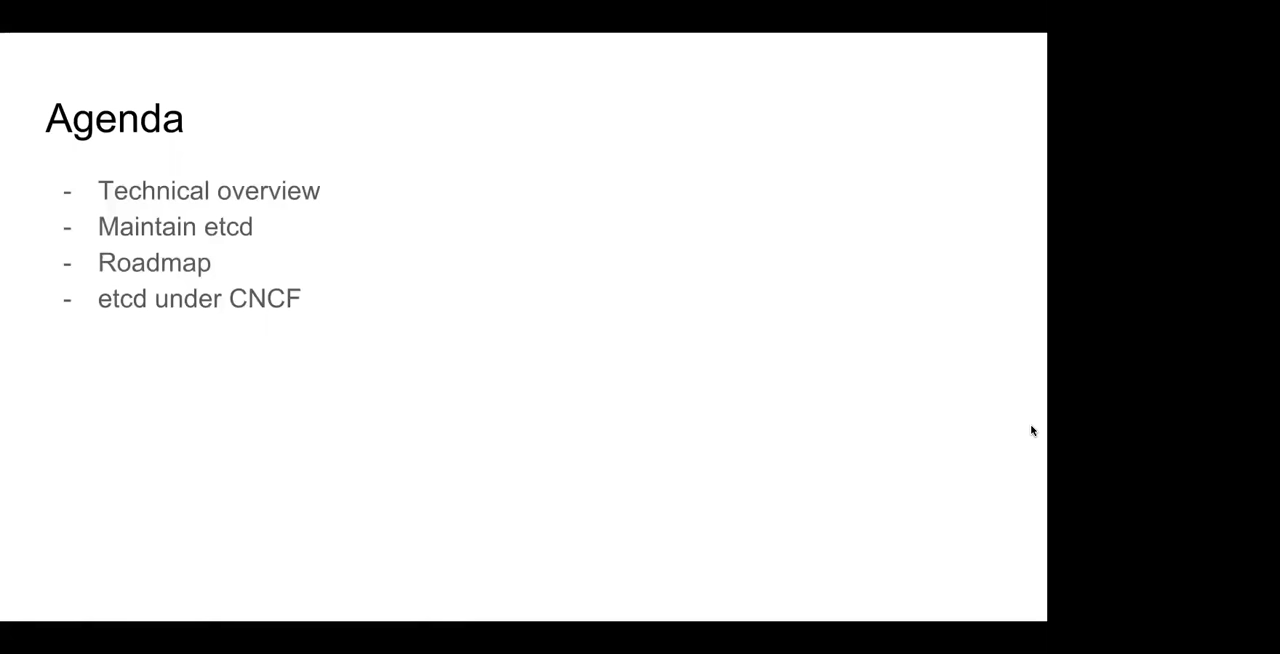 Agenda
- Technical overview
- Maintain etcd
- Roadmap
- etcd under CNCF